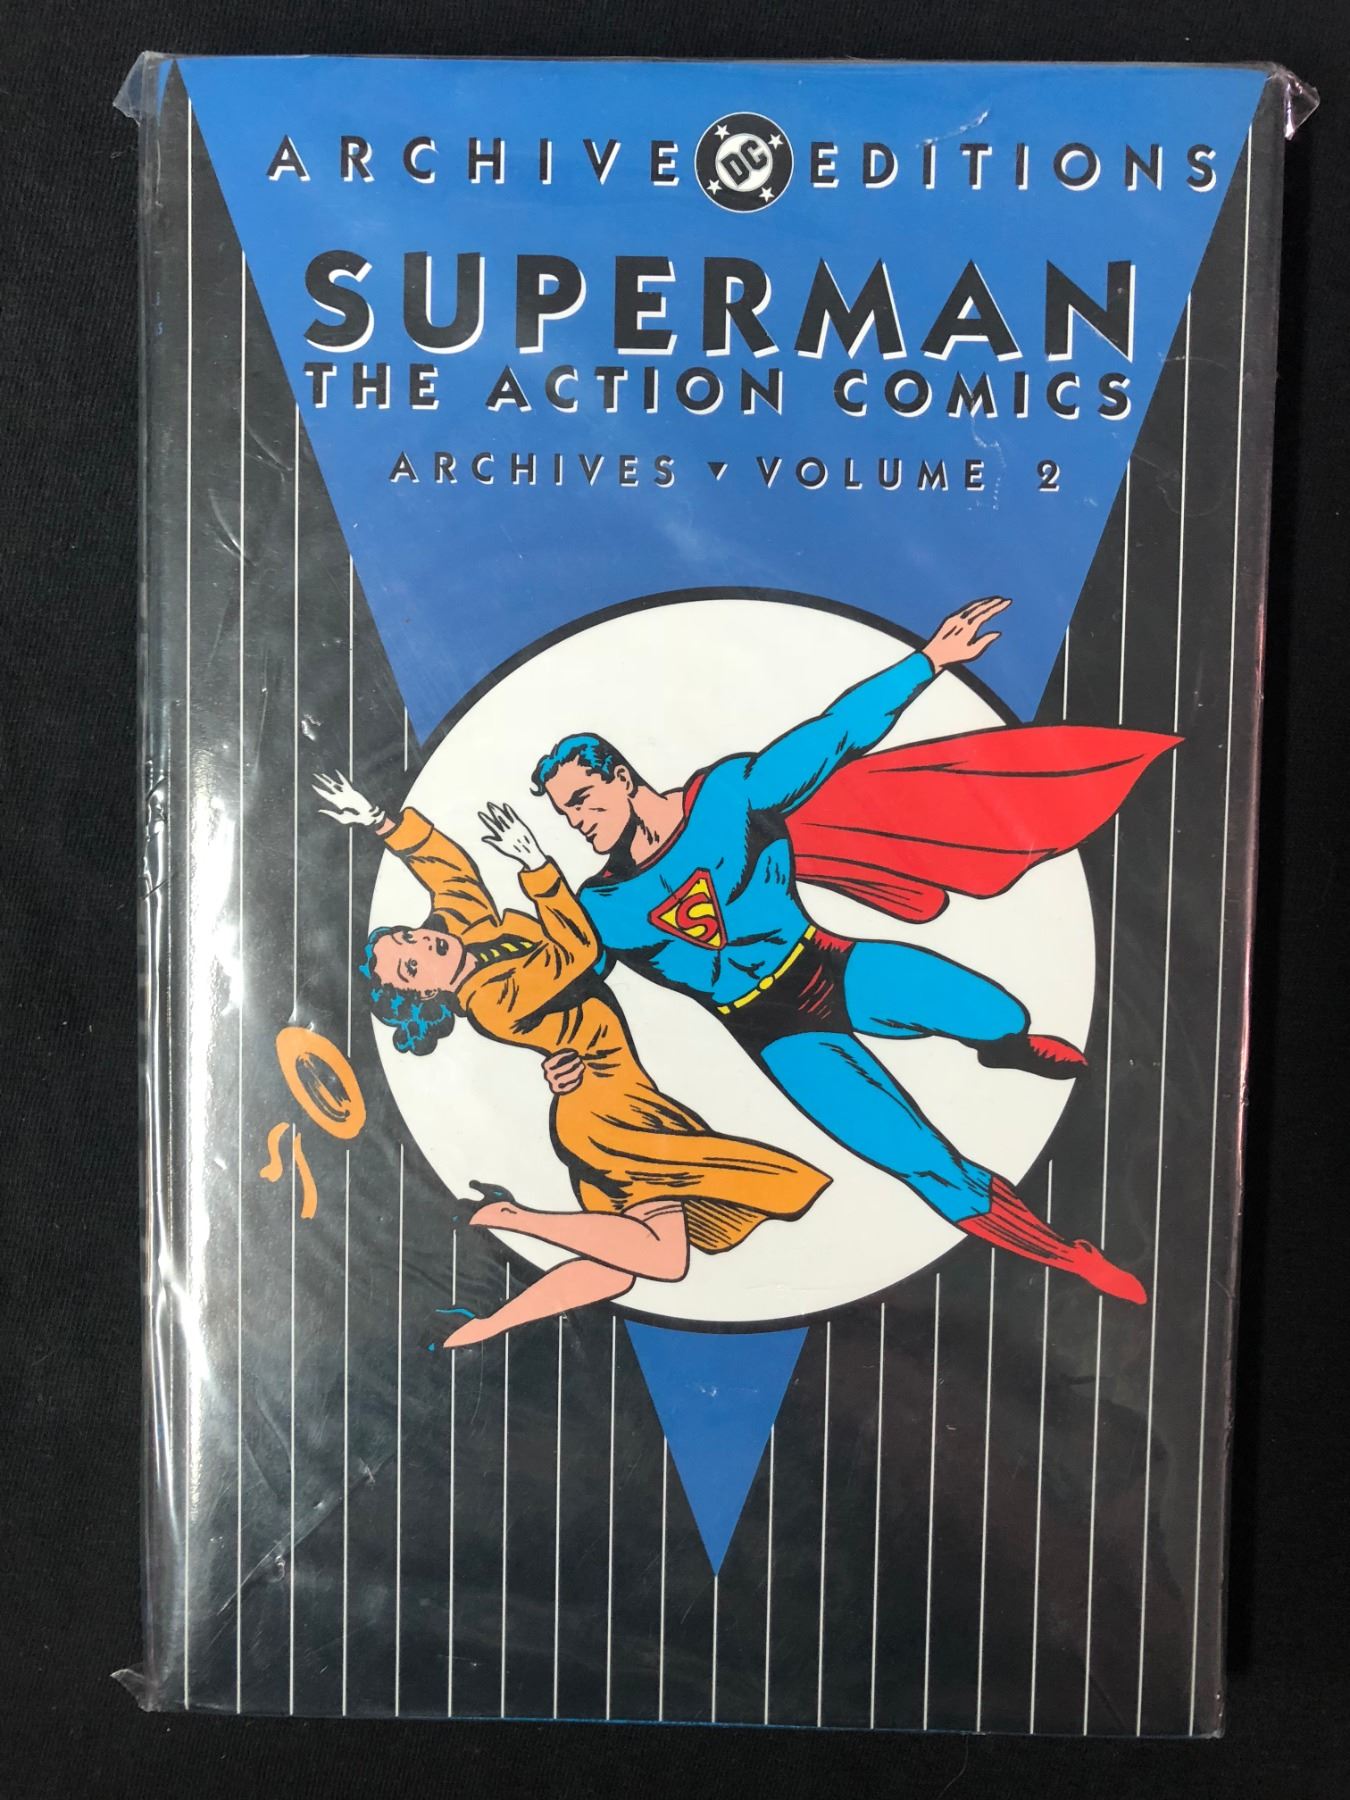 ARCHIVE DC EDITIONS
SUPERMAN
THE ACTION COMICS
ARCHIVES ▾ VOLUME 2
S